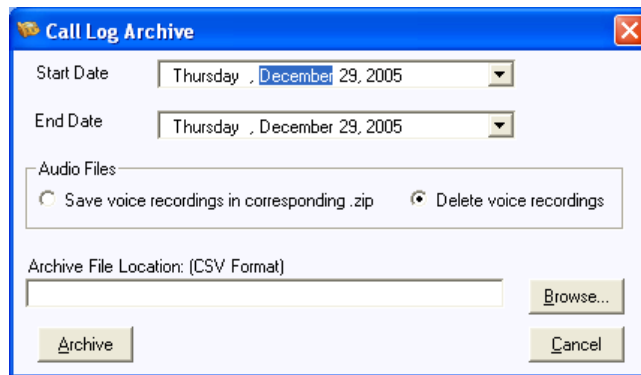 Call Log Archive
Start Date
Thursday , December 29, 2005
End Date
Thursday , December 29, 2005
Audio Files
Save voice recordings in corresponding .zip
Delete voice recordings
Archive File Location: (CSV Format)
Browse...
Archive
Cancel